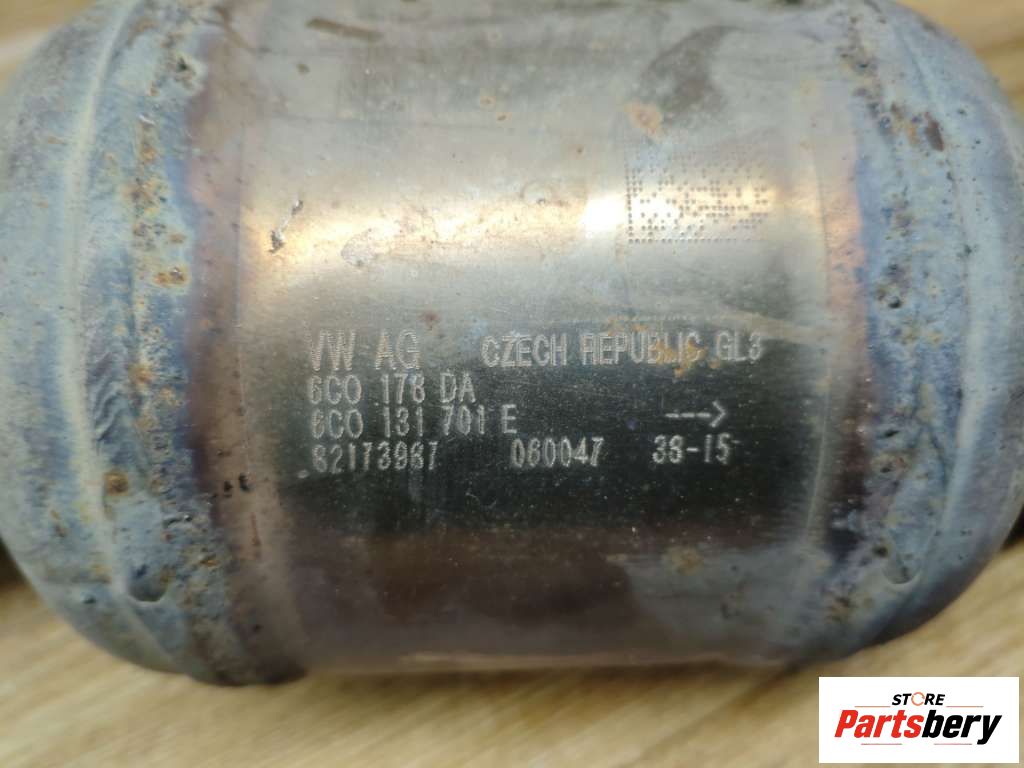 VW AG CZECH REPUBLIC GL3
6C0 178 DA
6C0 131 701 E --->
82173987 060047 38-15
STORE
Partsbery